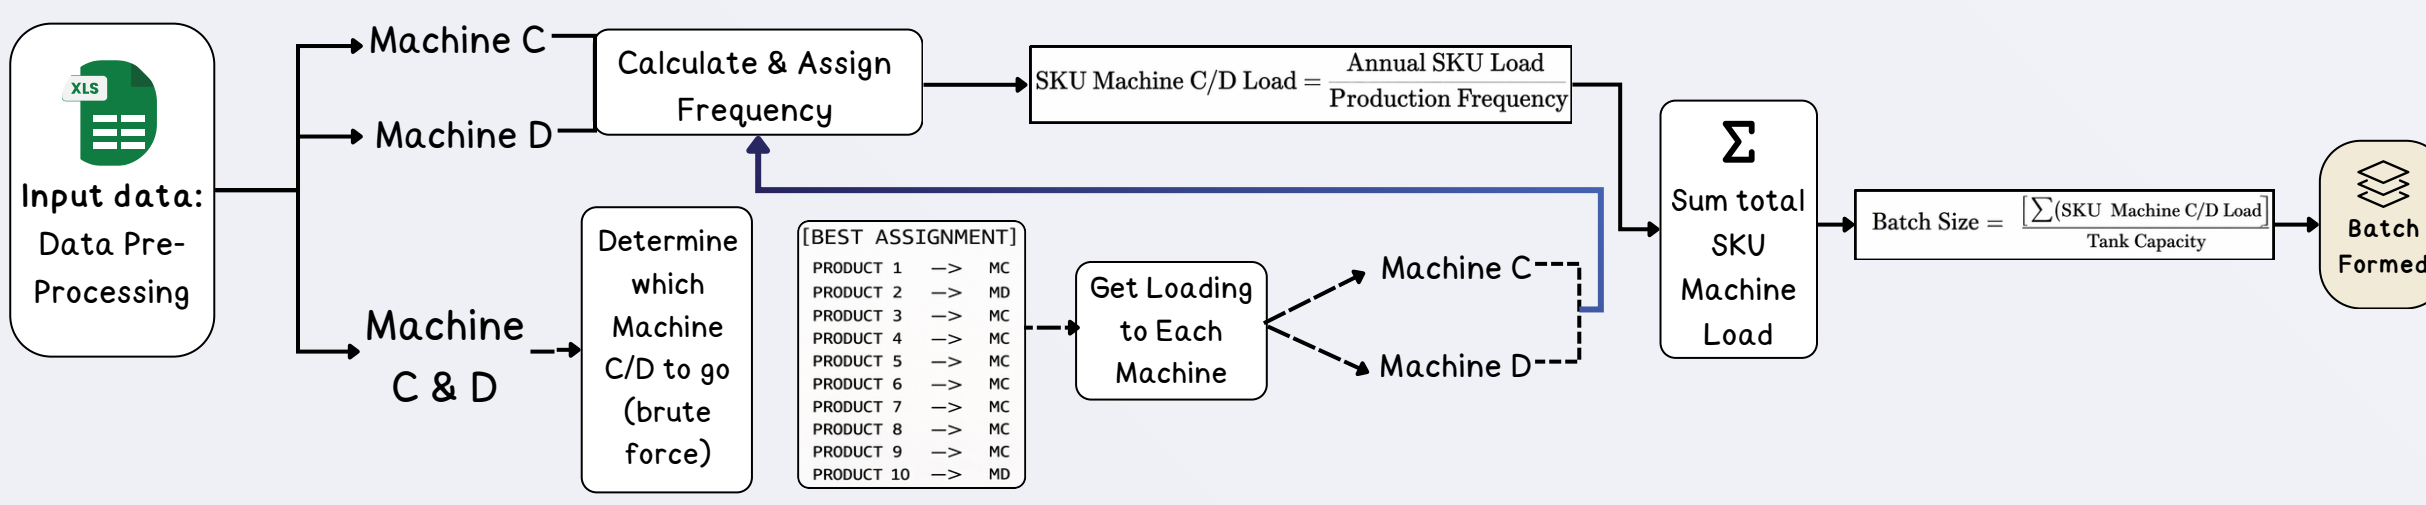 XLS
Input data:
Data Pre-
Processing
Machine C
Machine D
Machine
C & D
Calculate & Assign
Frequency
SKU Machine C/D Load = Annual SKU Load
Production Frequency
Determine
which
Machine
C/D to go
(brute
force)
[BEST ASSIGNMENT]
PRODUCT 1 —> MC
PRODUCT 2 —> MD
PRODUCT 3 —> MC
PRODUCT 4 —> MC
PRODUCT 5 —> MC
PRODUCT 6 —> MC
PRODUCT 7 —> MC
PRODUCT 8 —> MC
PRODUCT 9 —> MC
PRODUCT 10 —> MD
Get Loading
to Each
Machine
Machine C
Machine D
Σ
Sum total
SKU
Machine
Load
Batch Size = [∑(SKU Machine C/D Load]
Tank Capacity
Batch
Formed